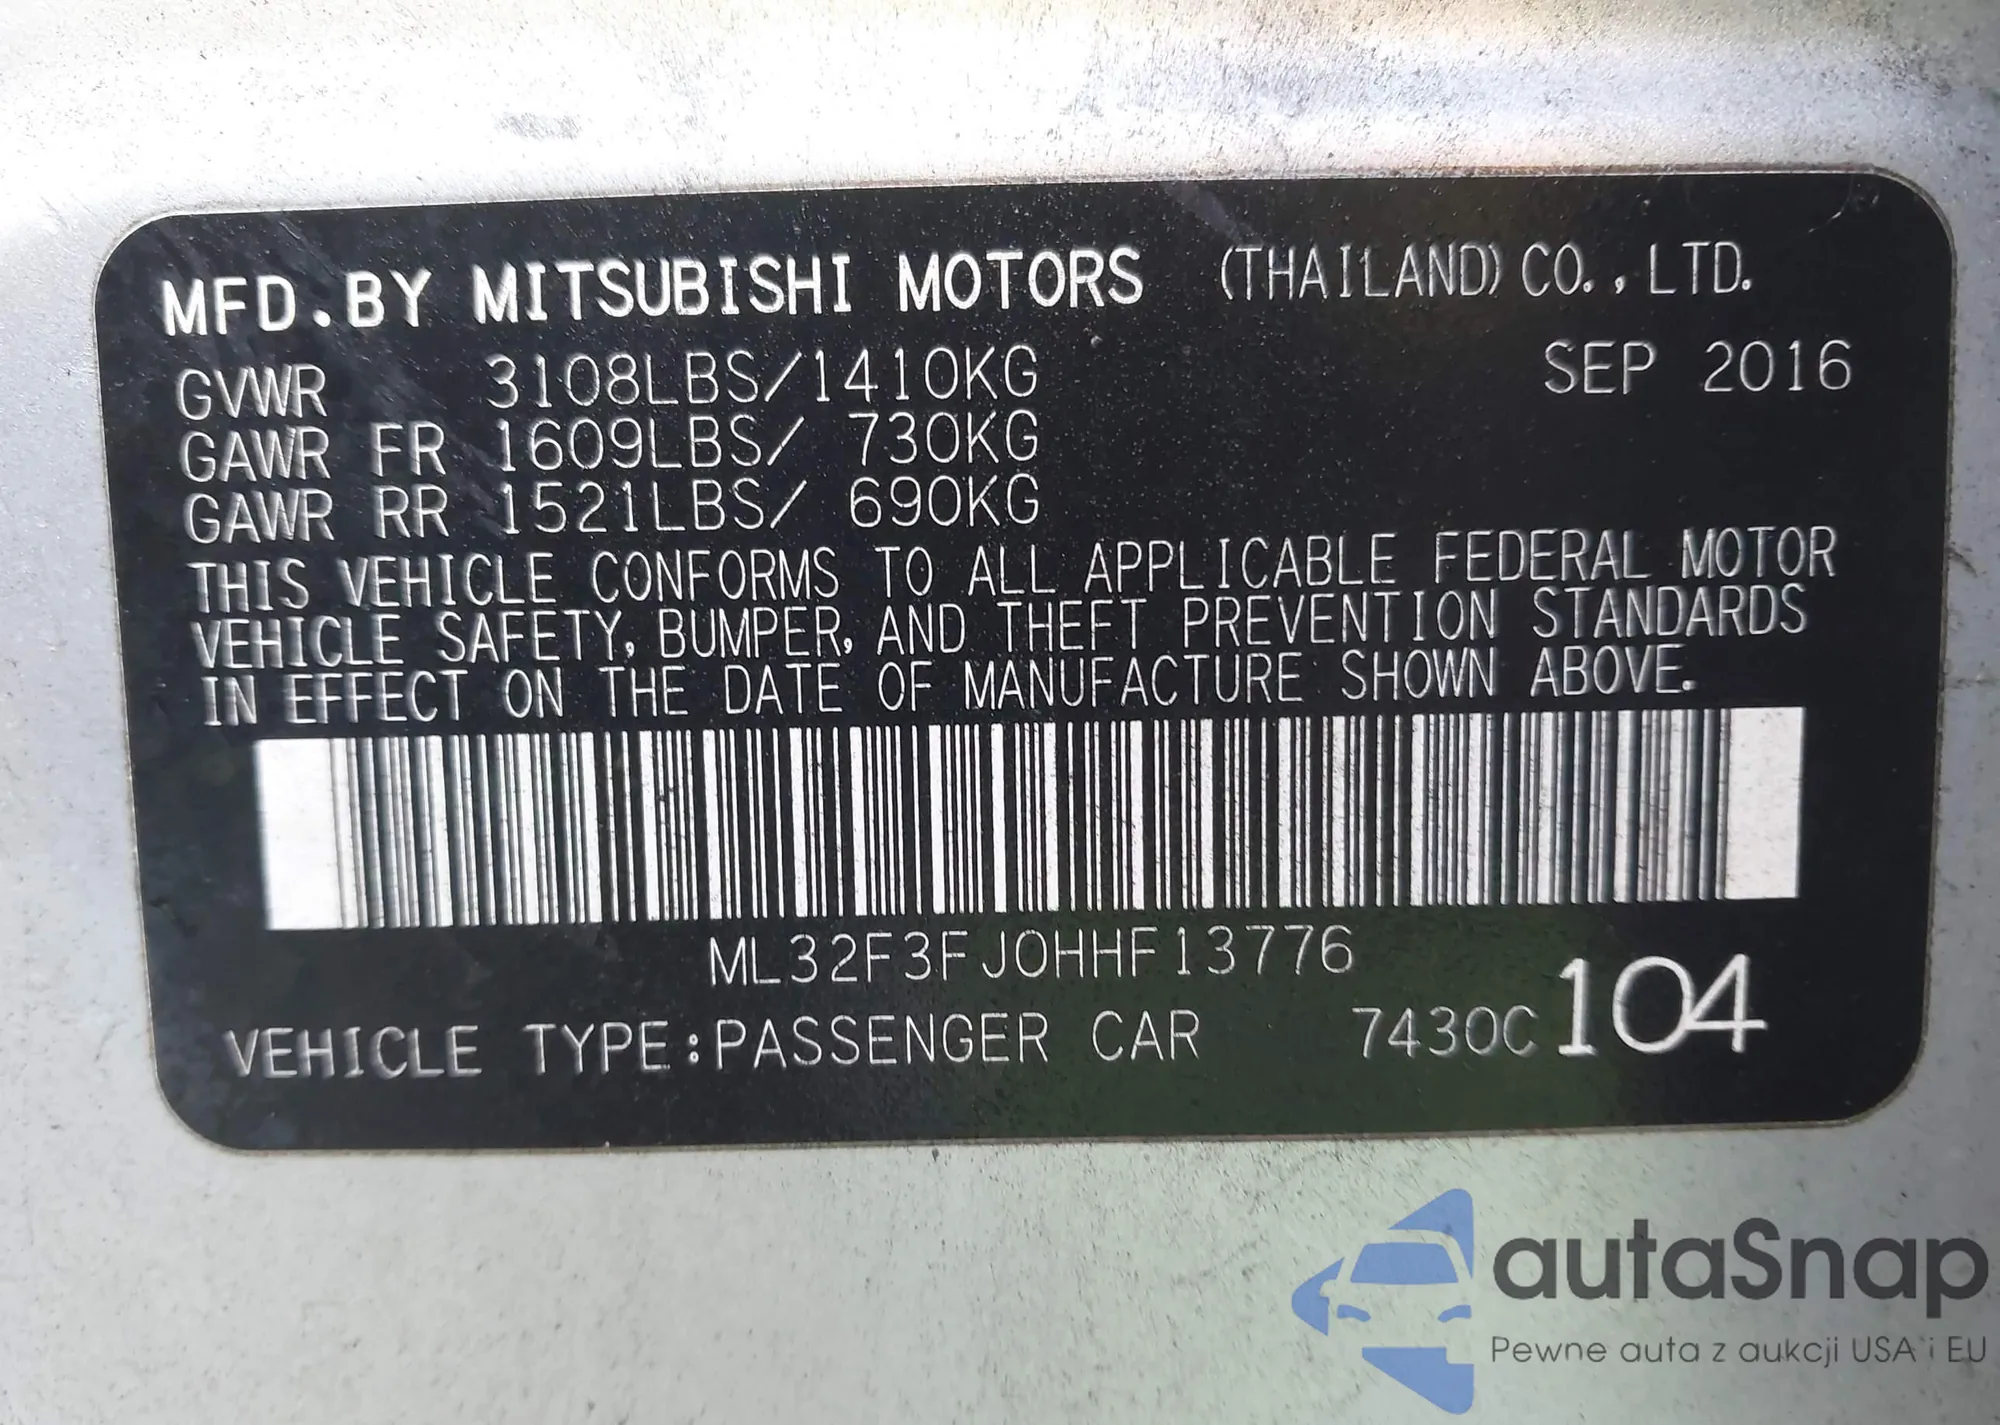 MFD.BY MITSUBISHI MOTORS (THAILAND) CO.,LTD.
GVWR 3108LBS/1410KG SEP 2016
GAWR FR 1609LBS/ 730KG
GAWR RR 1521LBS/ 690KG
THIS VEHICLE CONFORMS TO ALL APPLICABLE FEDERAL MOTOR
VEHICLE SAFETY, BUMPER, AND THEFT PREVENTION STANDARDS
IN EFFECT ON THE DATE OF MANUFACTURE SHOWN ABOVE.
ML32F3FJ0HHF13776
VEHICLE TYPE:PASSENGER CAR 7430C 104
autaSnap
Pewne auta z aukcji USA i EU